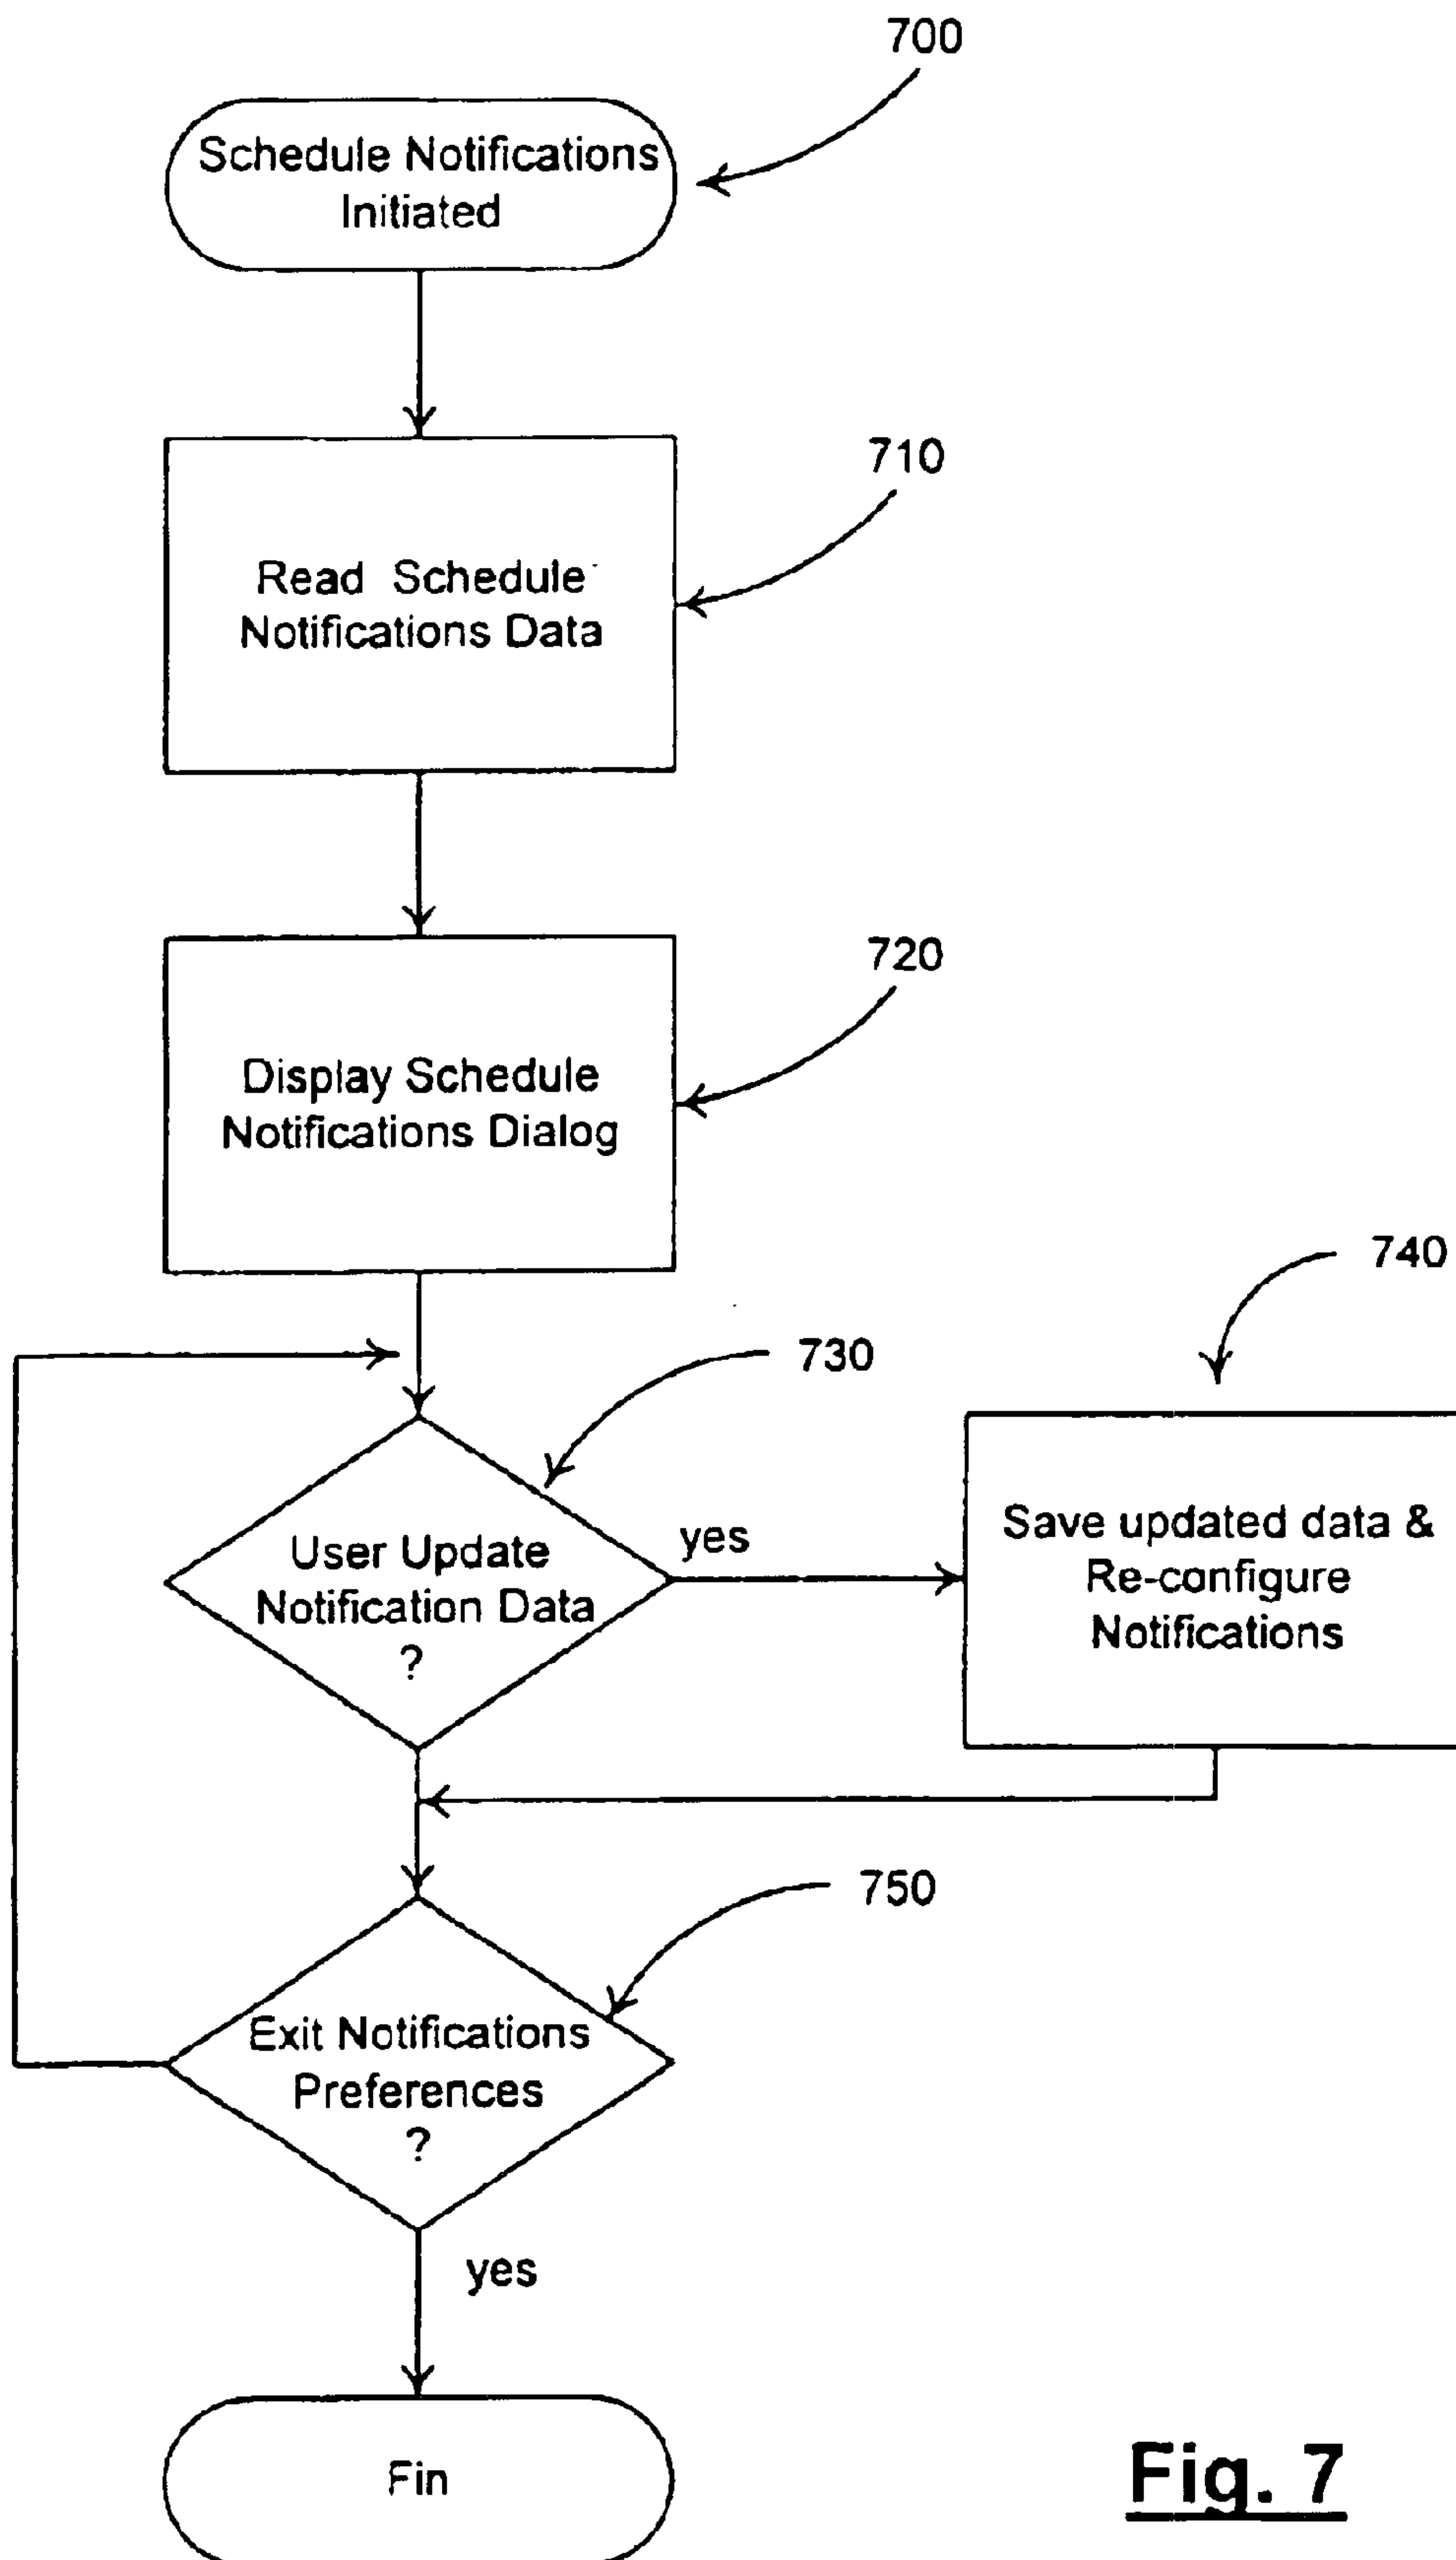 700
Schedule Notifications
Initiated
710
Read Schedule
Notifications Data
720
Display Schedule
Notifications Dialog
740
730
User Update
Notification Data
?
yes
Save updated data &
Re-configure
Notifications
750
Exit Notifications
Preferences
?
yes
Fin
Fig. 7